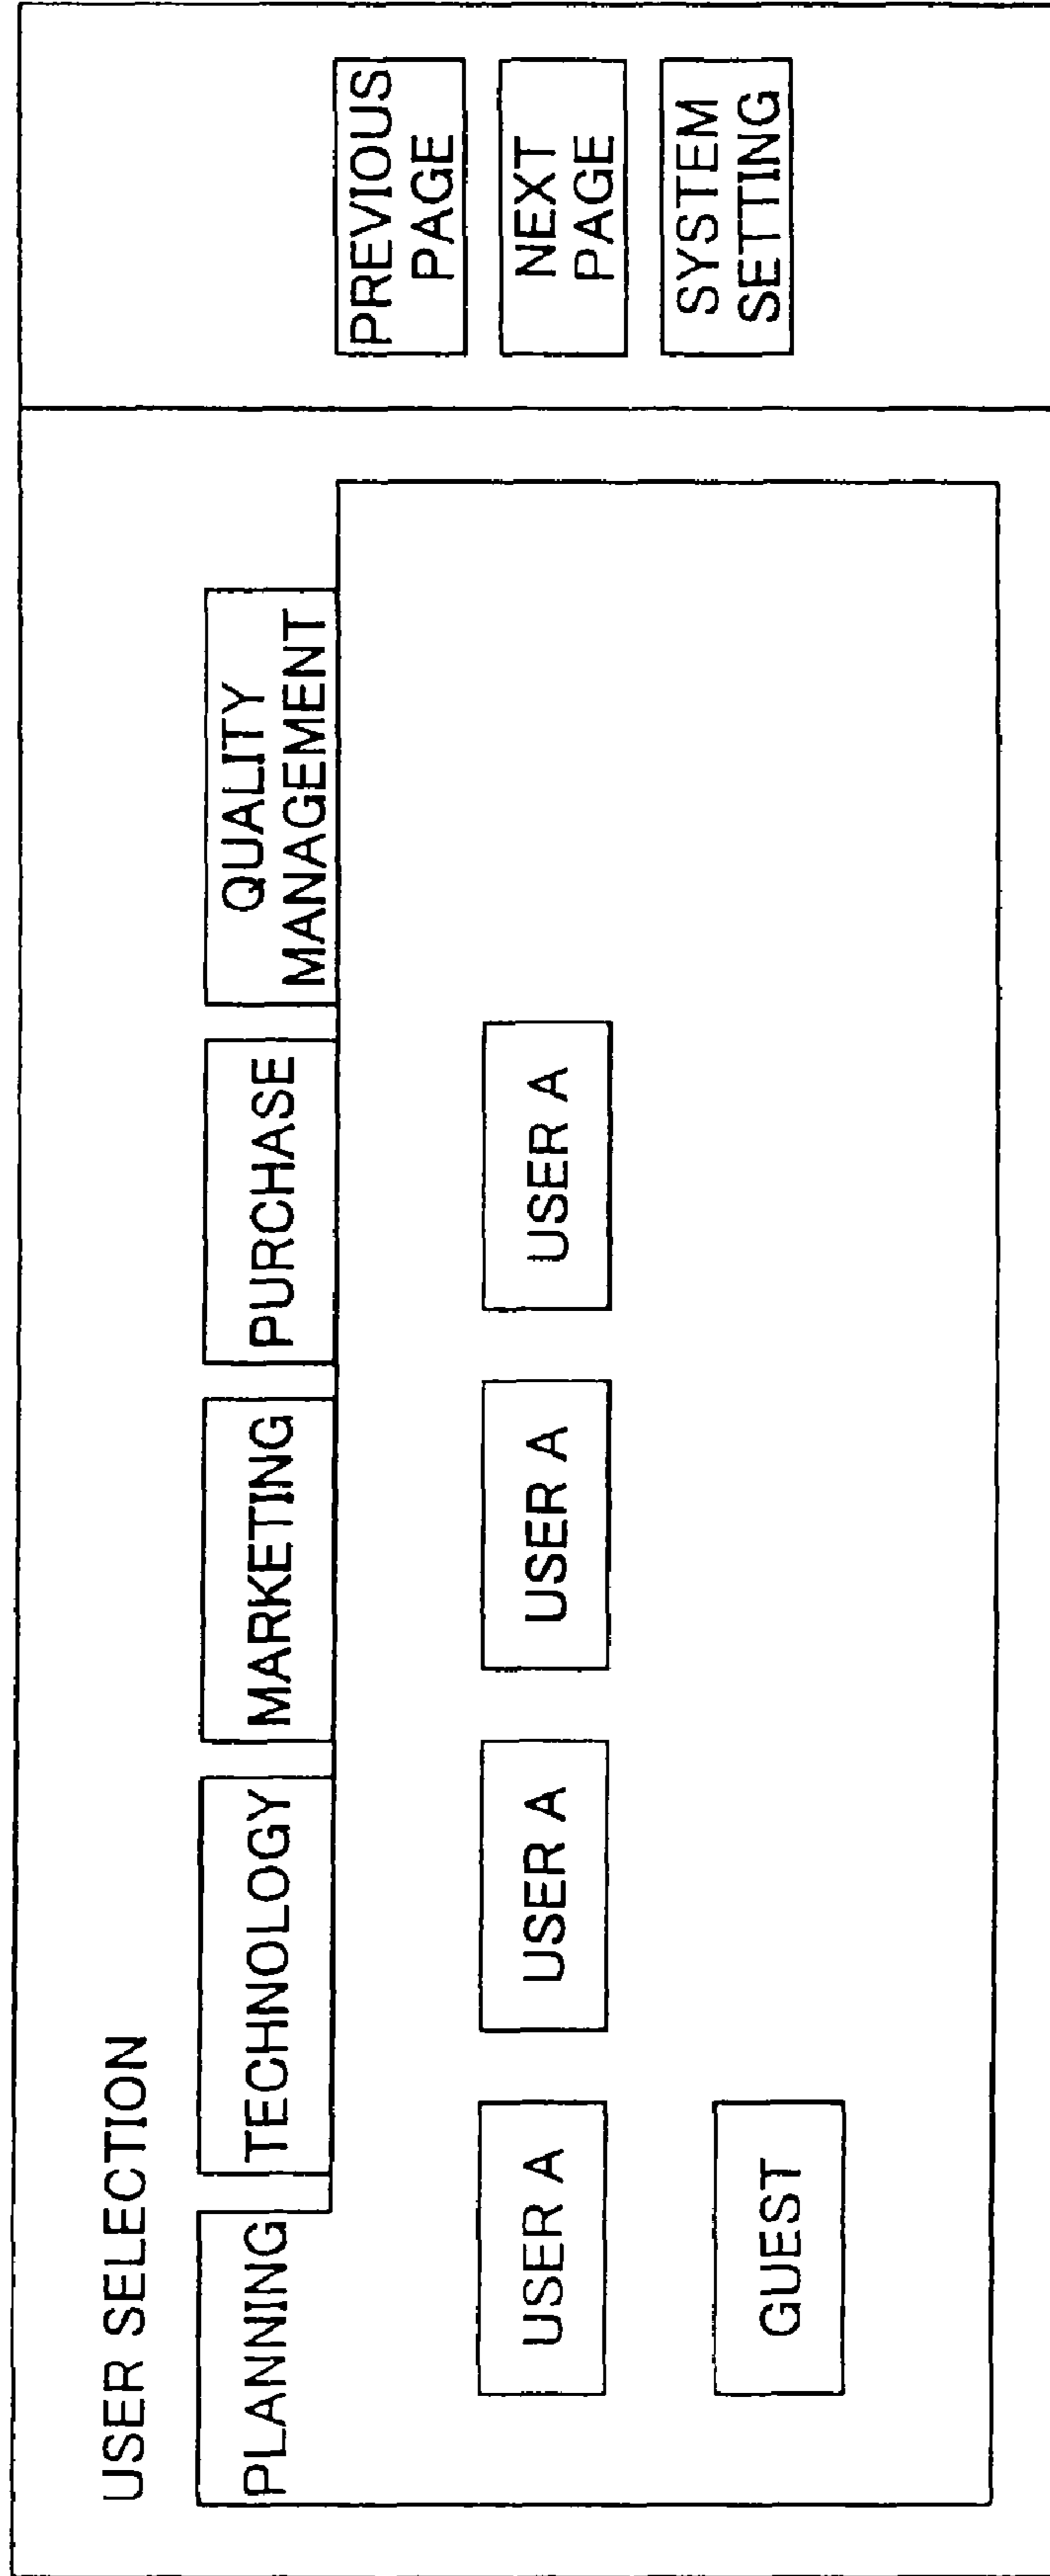 USER SELECTION
PLANNING
TECHNOLOGY
MARKETING
PURCHASE
QUALITY
MANAGEMENT
USER A
USER A
USER A
USER A
GUEST
PREVIOUS
PAGE
NEXT
PAGE
SYSTEM
SETTING